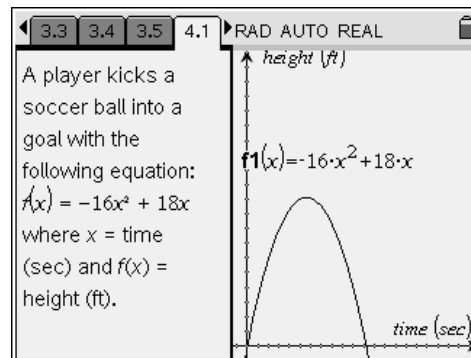 3.3 3.4 3.5 4.1 RAD AUTO REAL
A player kicks a
soccer ball into a
goal with the
following equation:
f(x) = −16x² + 18x
where x = time
(sec) and f(x) =
height (ft).
height (ft)
f1(x)=-16·x²+18·x
time (sec)